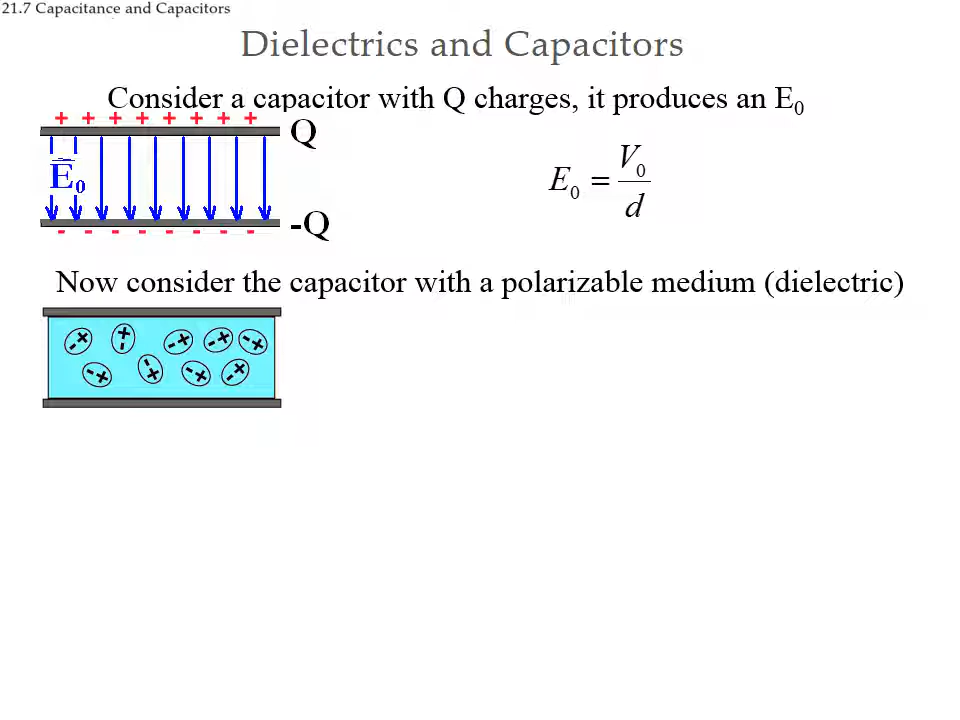 21.7 Capacitance and Capacitors
Dielectrics and Capacitors
Consider a capacitor with Q charges, it produces an E₀
+ + + + + + + +
Q
E₀
E₀ = V₀/d
-Q
- - - - - - - -
Now consider the capacitor with a polarizable medium (dielectric)
-+ +- -+ -+ -+
-+ -+ -+ -+